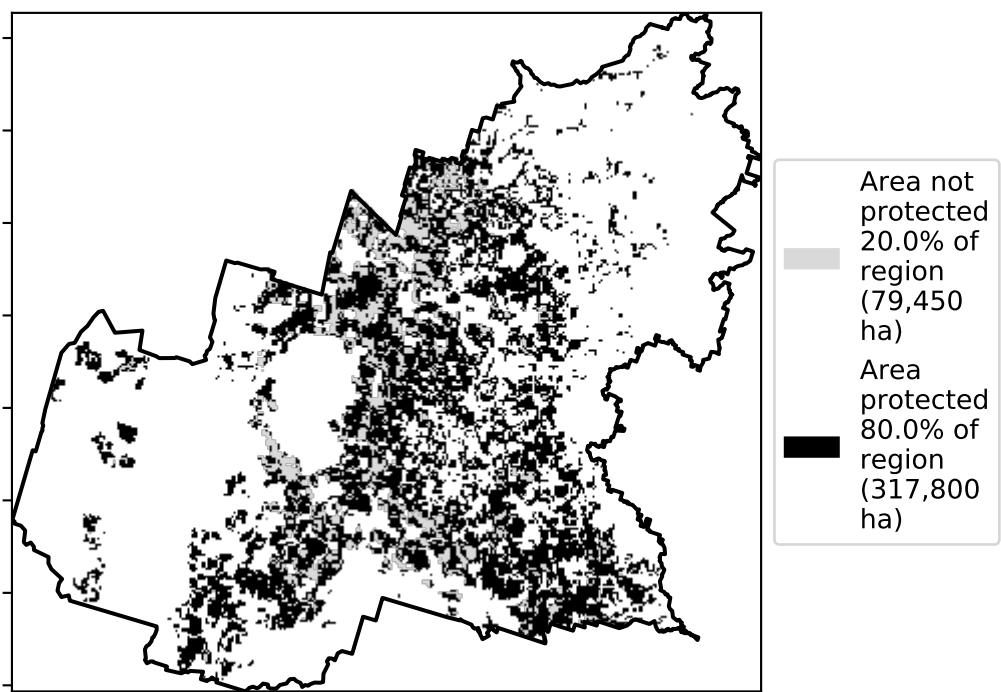 Area not
protected
20.0% of
region
(79,450
ha)
Area
protected
80.0% of
region
(317,800
ha)